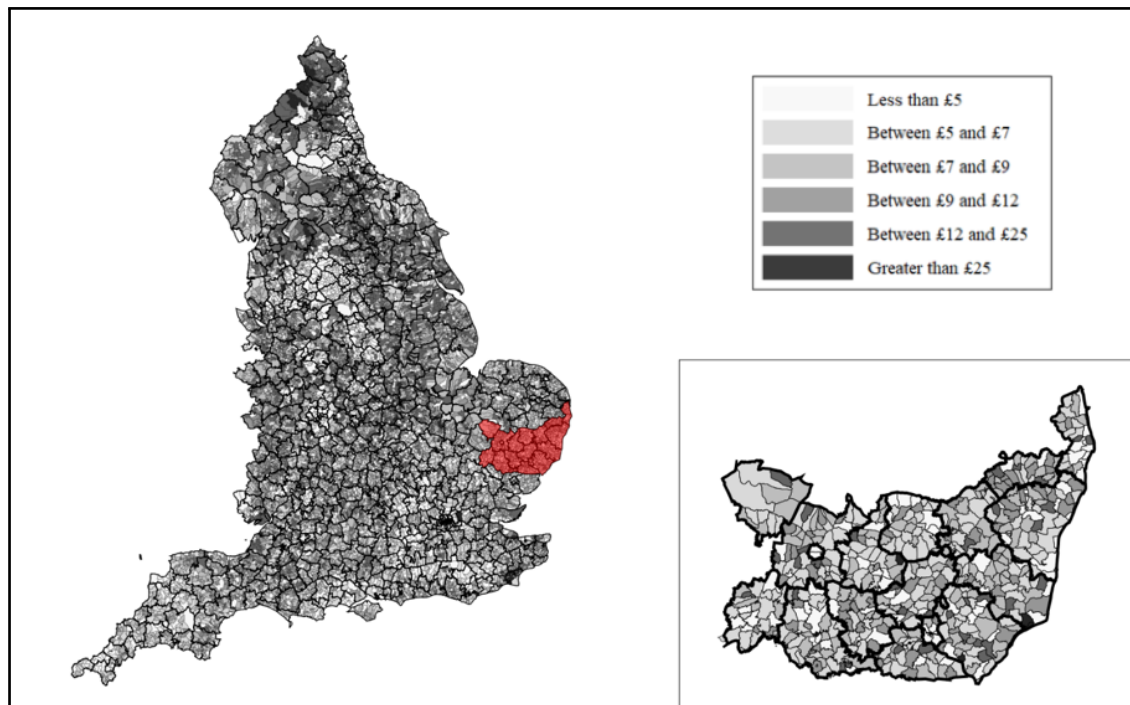 Less than £5
Between £5 and £7
Between £7 and £9
Between £9 and £12
Between £12 and £25
Greater than £25